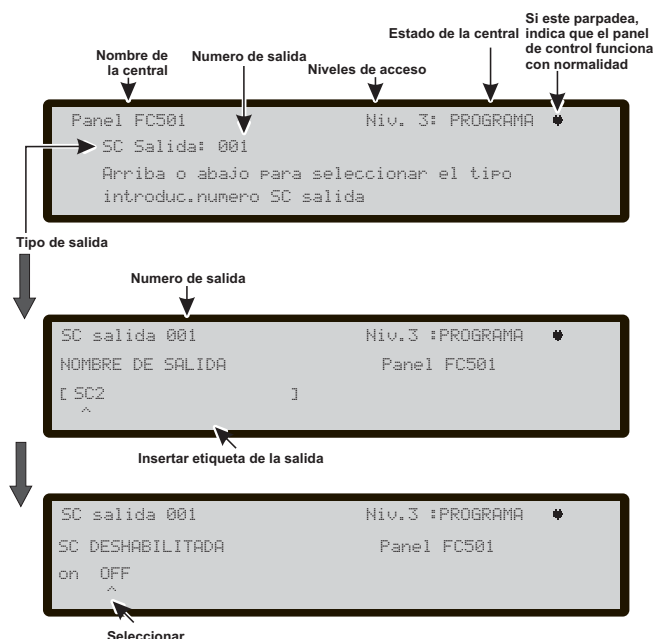 Si este parpadea,
indica que el panel
de control funciona
con normalidad
Estado de la central
Nombre de
la central
Numero de salida
Niveles de acceso
Panel FC501 Niv. 3: PROGRAMA
SC Salida: 001
Arriba o abajo para seleccionar el tipo
introduc.numero SC salida
Tipo de salida
Numero de salida
SC salida 001 Niv.3 :PROGRAMA
NOMBRE DE SALIDA Panel FC501
[ SC2 ]
^
Insertar etiqueta de la salida
SC salida 001 Niv.3 :PROGRAMA
SC DESHABILITADA Panel FC501
on OFF
^
Seleccionar